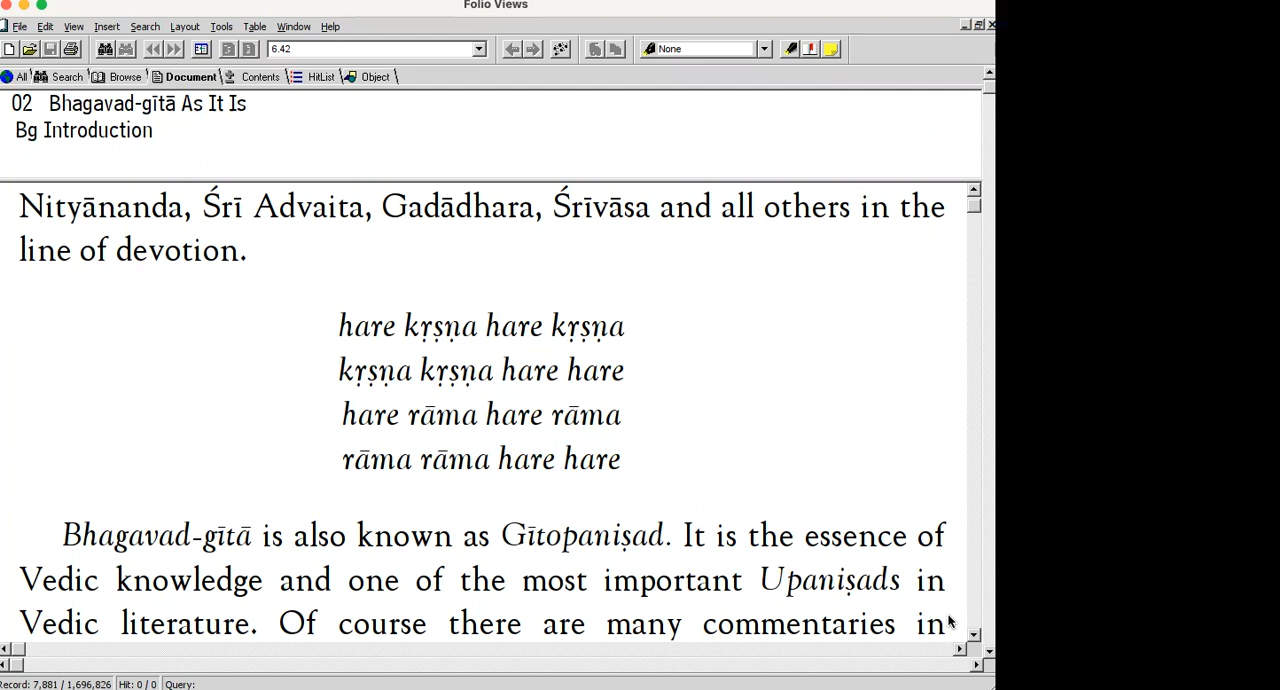 Folio Views
File Edit View Insert Search Layout Tools Table Window Help
6.42 None
All Search Browse Document Contents HitList Object
02 Bhagavad-gītā As It Is
Bg Introduction
Nityānanda, Śrī Advaita, Gadādhara, Śrīvāsa and all others in the
line of devotion.
hare kṛṣṇa hare kṛṣṇa
kṛṣṇa kṛṣṇa hare hare
hare rāma hare rāma
rāma rāma hare hare
Bhagavad-gītā is also known as Gītopaniṣad. It is the essence of
Vedic knowledge and one of the most important Upaniṣads in
Vedic literature. Of course there are many commentaries in
Record: 7,881 / 1,696,826 Hit: 0 / 0 Query: